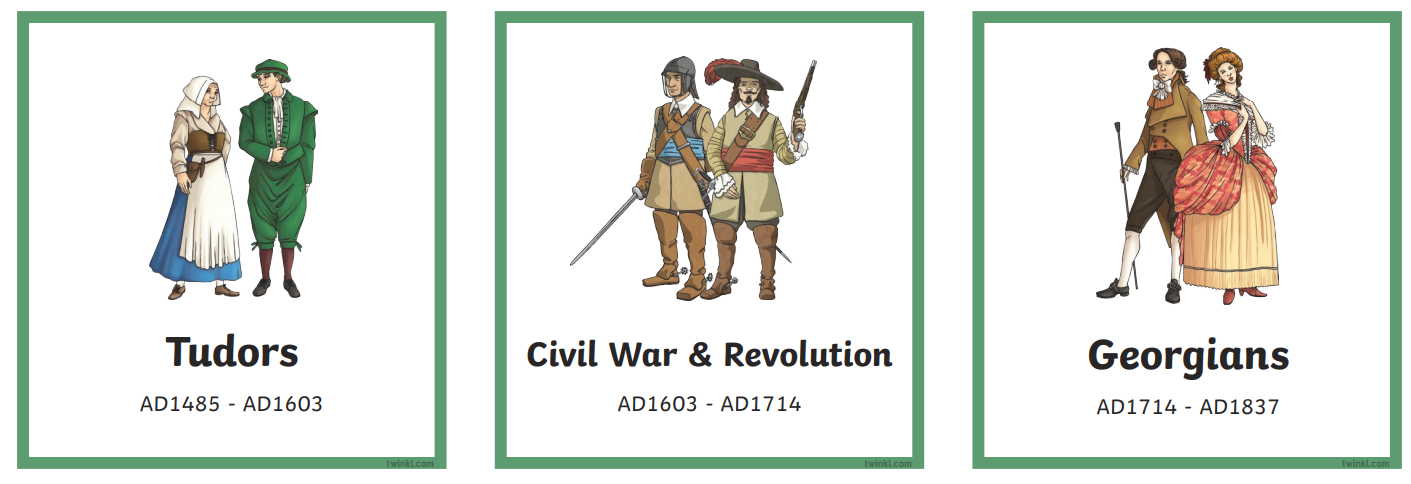 Tudors
AD1485 - AD1603
twinkl.com
Civil War & Revolution
AD1603 - AD1714
twinkl.com
Georgians
AD1714 - AD1837
twinkl.com